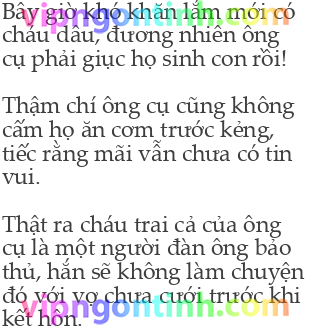 Bây giờ khó khăn lắm mới có
cháu dâu, đương nhiên ông
cụ phải giục họ sinh con rồi!
Thậm chí ông cụ cũng không
cấm họ ăn cơm trước kẻng,
tiếc rằng mãi vẫn chưa có tin
vui.
Thật ra cháu trai cả của ông
cụ là một người đàn ông bảo
thủ, hắn sẽ không làm chuyện
đó với vợ chưa cưới trước khi
kết hôn.
vipngontinh.com
vipngontinh.com